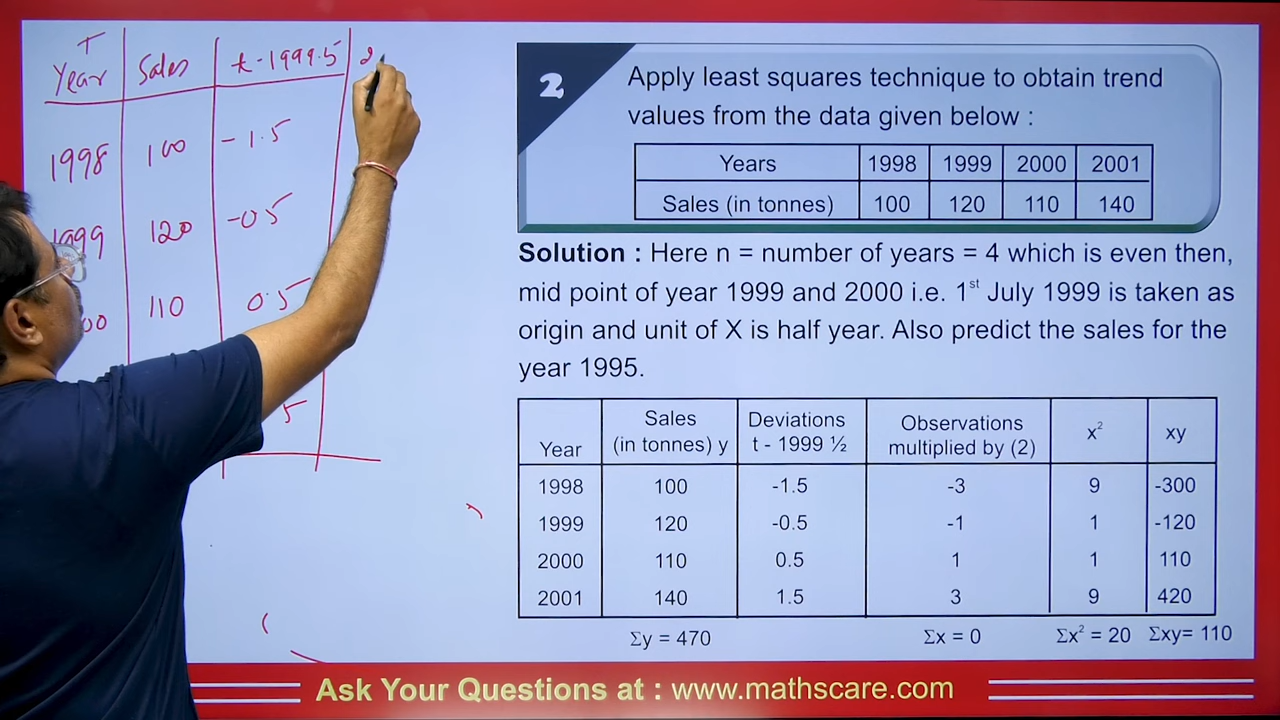 T
Year Sales t-1999.5 2
1998 100 -1.5
1999 120 -0.5
00 110 0.5
5
2
Apply least squares technique to obtain trend
values from the data given below :
Years 1998 1999 2000 2001
Sales (in tonnes) 100 120 110 140
Solution : Here n = number of years = 4 which is even then,
mid point of year 1999 and 2000 i.e. 1st July 1999 is taken as
origin and unit of X is half year. Also predict the sales for the
year 1995.
Year Sales (in tonnes) y Deviations t - 1999 ½ Observations multiplied by (2) x² xy
1998 100 -1.5 -3 9 -300
1999 120 -0.5 -1 1 -120
2000 110 0.5 1 1 110
2001 140 1.5 3 9 420
Σy = 470 Σx = 0 Σx² = 20 Σxy= 110
Ask Your Questions at : www.mathscare.com